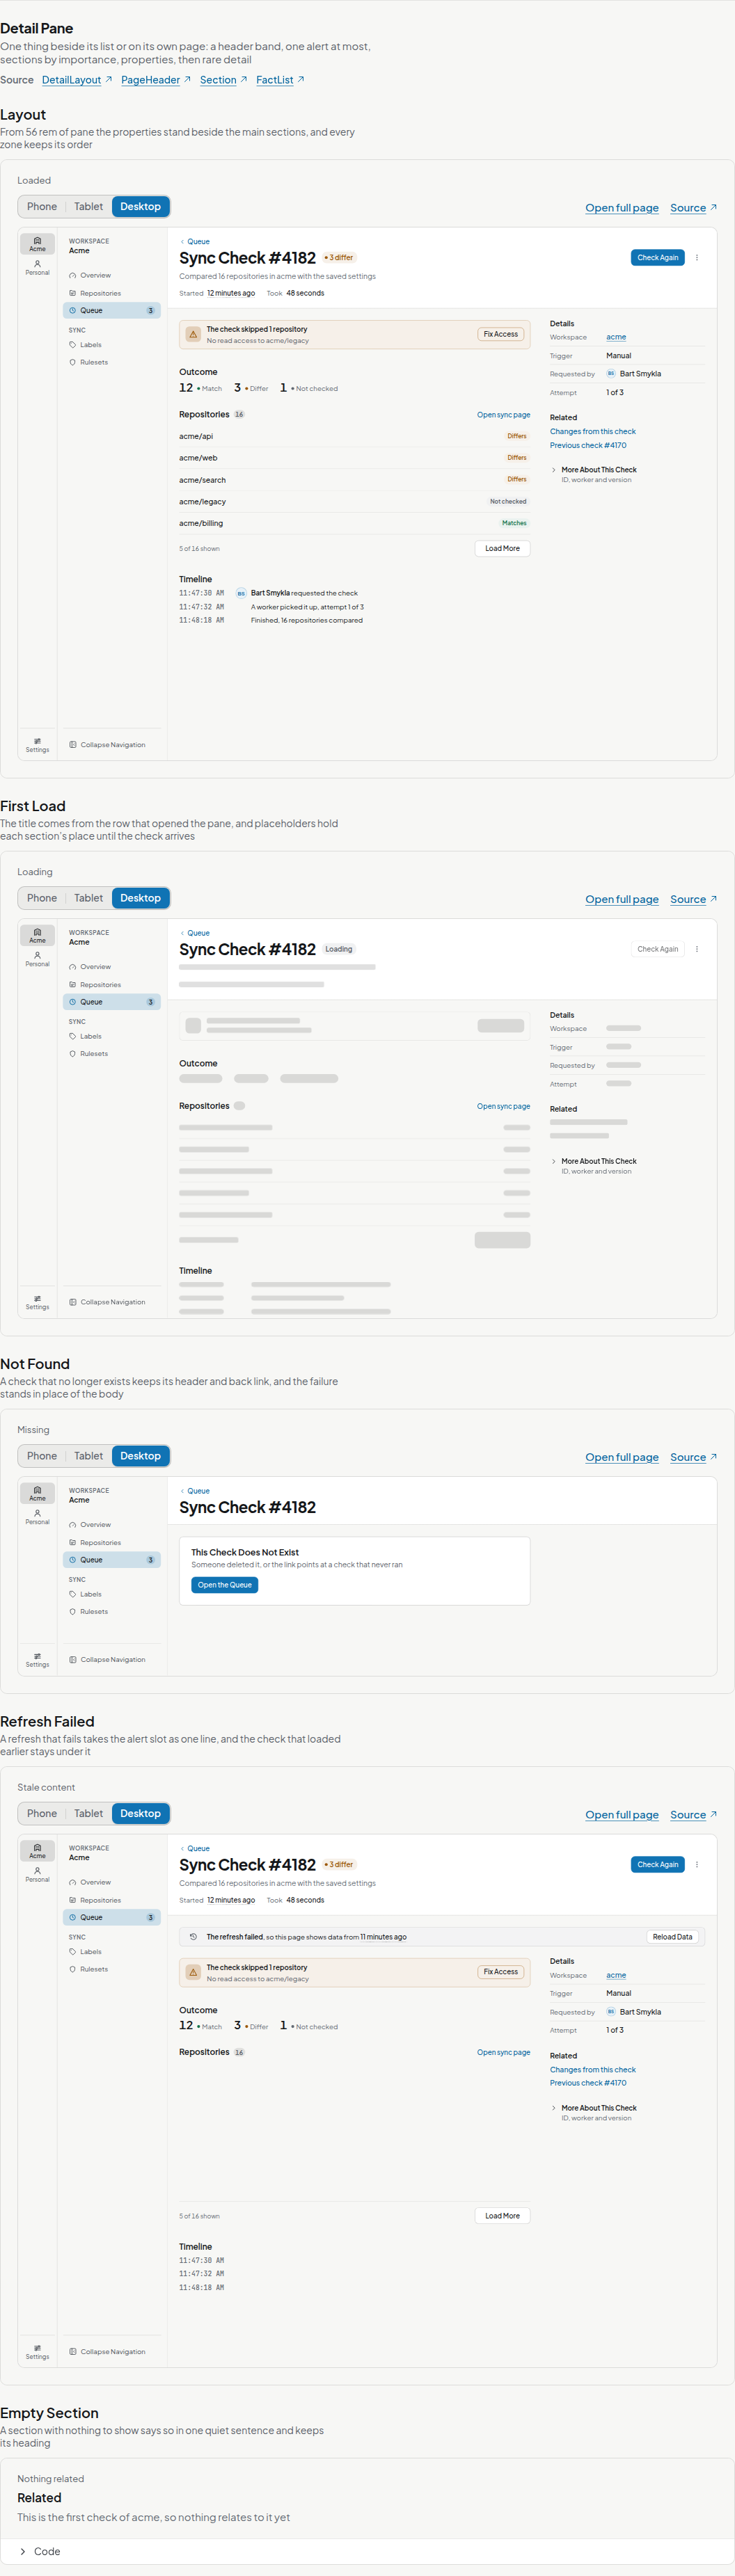 Detail Pane
One thing beside its list or on its own page: a header band, one alert at most,
sections by importance, properties, then rare detail
Source DetailLayout PageHeader Section FactList
Layout
From 56 rem of pane the properties stand beside the main sections, and every
zone keeps its order
Loaded
Phone Tablet Desktop
Open full page Source
Acme
Personal
Settings
WORKSPACE
Acme
Overview
Repositories
Queue 3
SYNC
Labels
Rulesets
Collapse Navigation
Queue
Sync Check #4182 3 differ
Check Again
Compared 16 repositories in acme with the saved settings
Started 12 minutes ago Took 48 seconds
The check skipped 1 repository
No read access to acme/legacy
Fix Access
Outcome
12 Match 3 Differ 1 Not checked
Repositories 16 Open sync page
acme/api Differs
acme/web Differs
acme/search Differs
acme/legacy Not checked
acme/billing Matches
5 of 16 shown Load More
Timeline
11:47:30 AM BS Bart Smykla requested the check
11:47:32 AM A worker picked it up, attempt 1 of 3
11:48:18 AM Finished, 16 repositories compared
Details
Workspace acme
Trigger Manual
Requested by BS Bart Smykla
Attempt 1 of 3
Related
Changes from this check
Previous check #4170
More About This Check
ID, worker and version
First Load
The title comes from the row that opened the pane, and placeholders hold
each section's place until the check arrives
Loading
Phone Tablet Desktop
Open full page Source
Acme
Personal
Settings
WORKSPACE
Acme
Overview
Repositories
Queue 3
SYNC
Labels
Rulesets
Collapse Navigation
Queue
Sync Check #4182 Loading
Check Again
Outcome
Repositories Open sync page
Timeline
Details
Workspace
Trigger
Requested by
Attempt
Related
More About This Check
ID, worker and version
Not Found
A check that no longer exists keeps its header and back link, and the failure
stands in place of the body
Missing
Phone Tablet Desktop
Open full page Source
Acme
Personal
Settings
WORKSPACE
Acme
Overview
Repositories
Queue 3
SYNC
Labels
Rulesets
Collapse Navigation
Queue
Sync Check #4182
This Check Does Not Exist
Someone deleted it, or the link points at a check that never ran
Open the Queue
Refresh Failed
A refresh that fails takes the alert slot as one line, and the check that loaded
earlier stays under it
Stale content
Phone Tablet Desktop
Open full page Source
Acme
Personal
Settings
WORKSPACE
Acme
Overview
Repositories
Queue 3
SYNC
Labels
Rulesets
Collapse Navigation
Queue
Sync Check #4182 3 differ
Check Again
Compared 16 repositories in acme with the saved settings
Started 12 minutes ago Took 48 seconds
The refresh failed, so this page shows data from 11 minutes ago
Reload Data
The check skipped 1 repository
No read access to acme/legacy
Fix Access
Outcome
12 Match 3 Differ 1 Not checked
Repositories 16 Open sync page
5 of 16 shown Load More
Timeline
11:47:30 AM
11:47:32 AM
11:48:18 AM
Details
Workspace acme
Trigger Manual
Requested by BS Bart Smykla
Attempt 1 of 3
Related
Changes from this check
Previous check #4170
More About This Check
ID, worker and version
Empty Section
A section with nothing to show says so in one quiet sentence and keeps
its heading
Nothing related
Related
This is the first check of acme, so nothing relates to it yet
Code